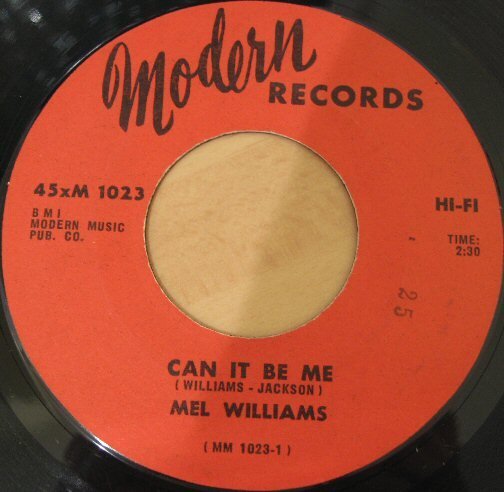 Modern
RECORDS
45xM 1023
BMI
MODERN MUSIC
PUB. CO.
HI-FI
TIME:
2:30
25
CAN IT BE ME
(WILLIAMS - JACKSON)
MEL WILLIAMS
(MM 1023-1)